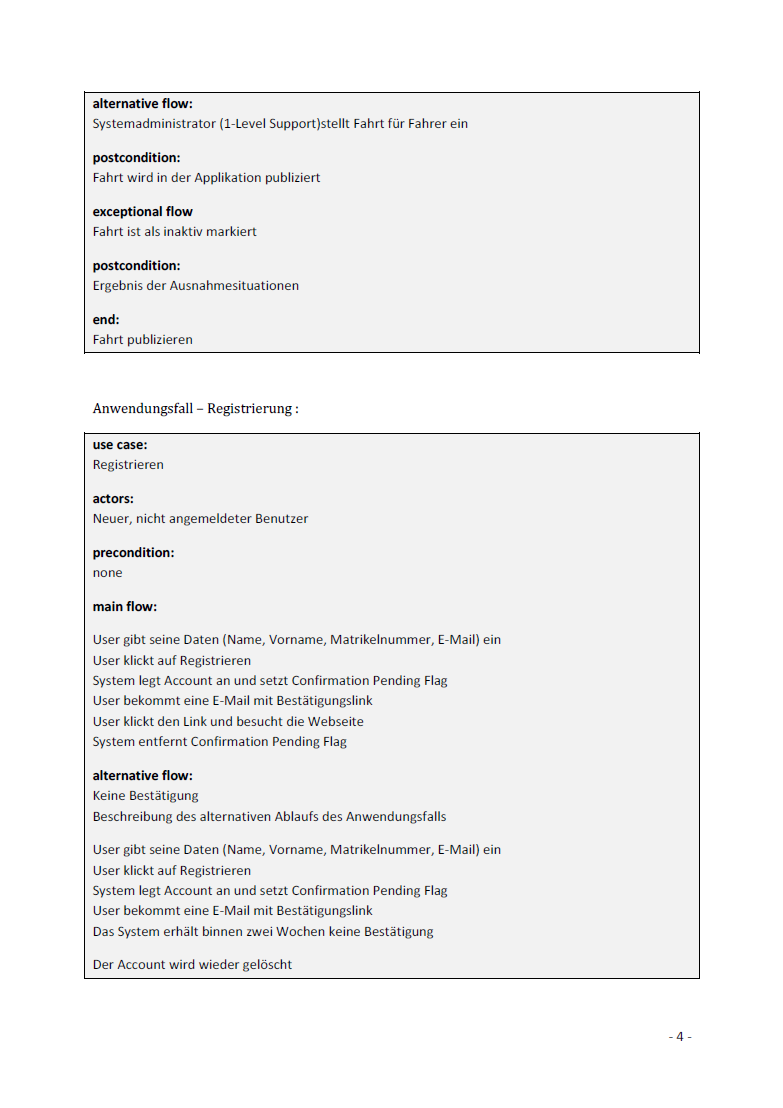 alternative flow:
Systemadministrator (1-Level Support)stellt Fahrt für Fahrer ein
postcondition:
Fahrt wird in der Applikation publiziert
exceptional flow
Fahrt ist als inaktiv markiert
postcondition:
Ergebnis der Ausnahmesituationen
end:
Fahrt publizieren
Anwendungsfall – Registrierung :
use case:
Registrieren
actors:
Neuer, nicht angemeldeter Benutzer
precondition:
none
main flow:
User gibt seine Daten (Name, Vorname, Matrikelnummer, E-Mail) ein
User klickt auf Registrieren
System legt Account an und setzt Confirmation Pending Flag
User bekommt eine E-Mail mit Bestätigungslink
User klickt den Link und besucht die Webseite
System entfernt Confirmation Pending Flag
alternative flow:
Keine Bestätigung
Beschreibung des alternativen Ablaufs des Anwendungsfalls
User gibt seine Daten (Name, Vorname, Matrikelnummer, E-Mail) ein
User klickt auf Registrieren
System legt Account an und setzt Confirmation Pending Flag
User bekommt eine E-Mail mit Bestätigungslink
Das System erhält binnen zwei Wochen keine Bestätigung
Der Account wird wieder gelöscht
- 4 -